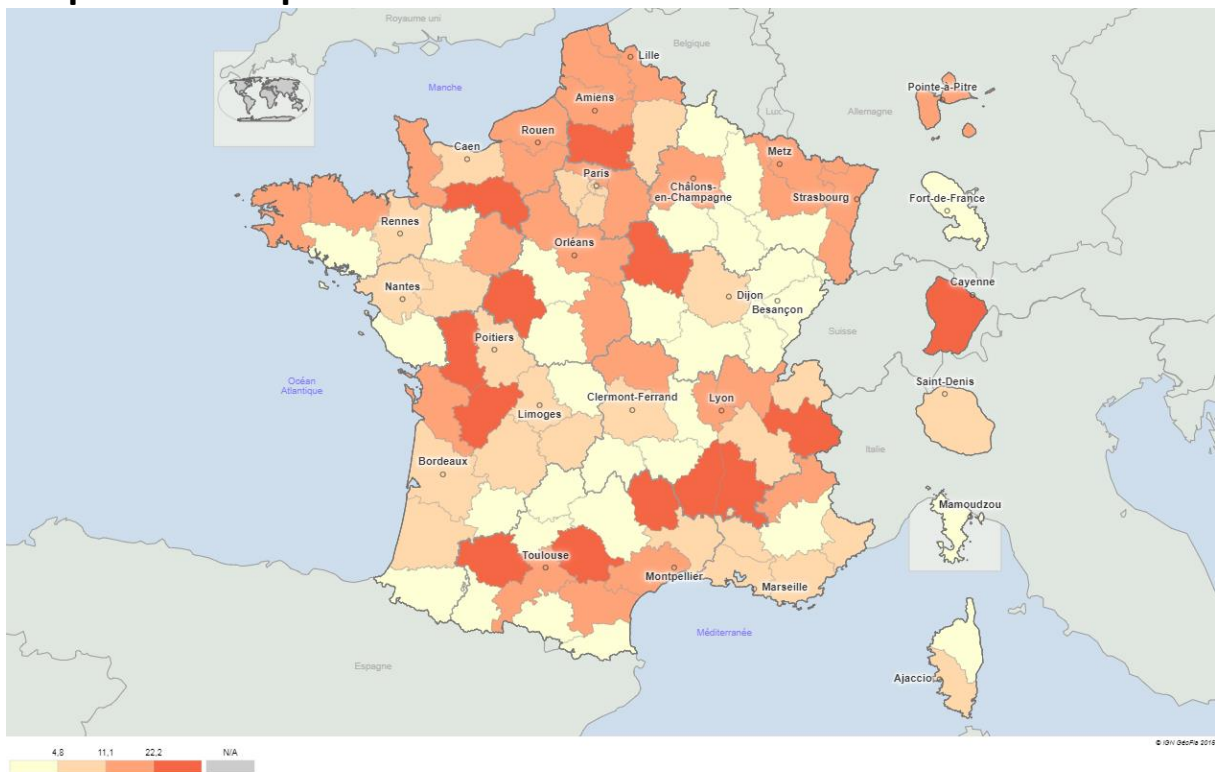 Royaume uni
Belgique
Lille
Manche
Pointe-à-Pitre
Amiens
Lux.
Allemagne
Rouen
Caen
Metz
Paris
Châlons-
en-Champagne
Strasbourg
Fort-de-France
Rennes
Orléans
Cayenne
Nantes
Dijon
Besançon
Suisse
Poitiers
Océan
Atlantique
Saint-Denis
Clermont-Ferrand
Lyon
Limoges
Italie
Bordeaux
Mamoudzou
Toulouse
Montpellier
Marseille
Méditerranée
Espagne
Ajaccio
© IGN GéoFla 2015
4,8 11,1 22,2 N/A